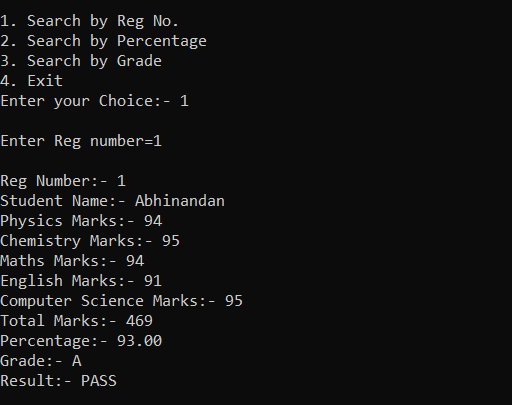 1. Search by Reg No.
2. Search by Percentage
3. Search by Grade
4. Exit
Enter your Choice:- 1
Enter Reg number=1
Reg Number:- 1
Student Name:- Abhinandan
Physics Marks:- 94
Chemistry Marks:- 95
Maths Marks:- 94
English Marks:- 91
Computer Science Marks:- 95
Total Marks:- 469
Percentage:- 93.00
Grade:- A
Result:- PASS